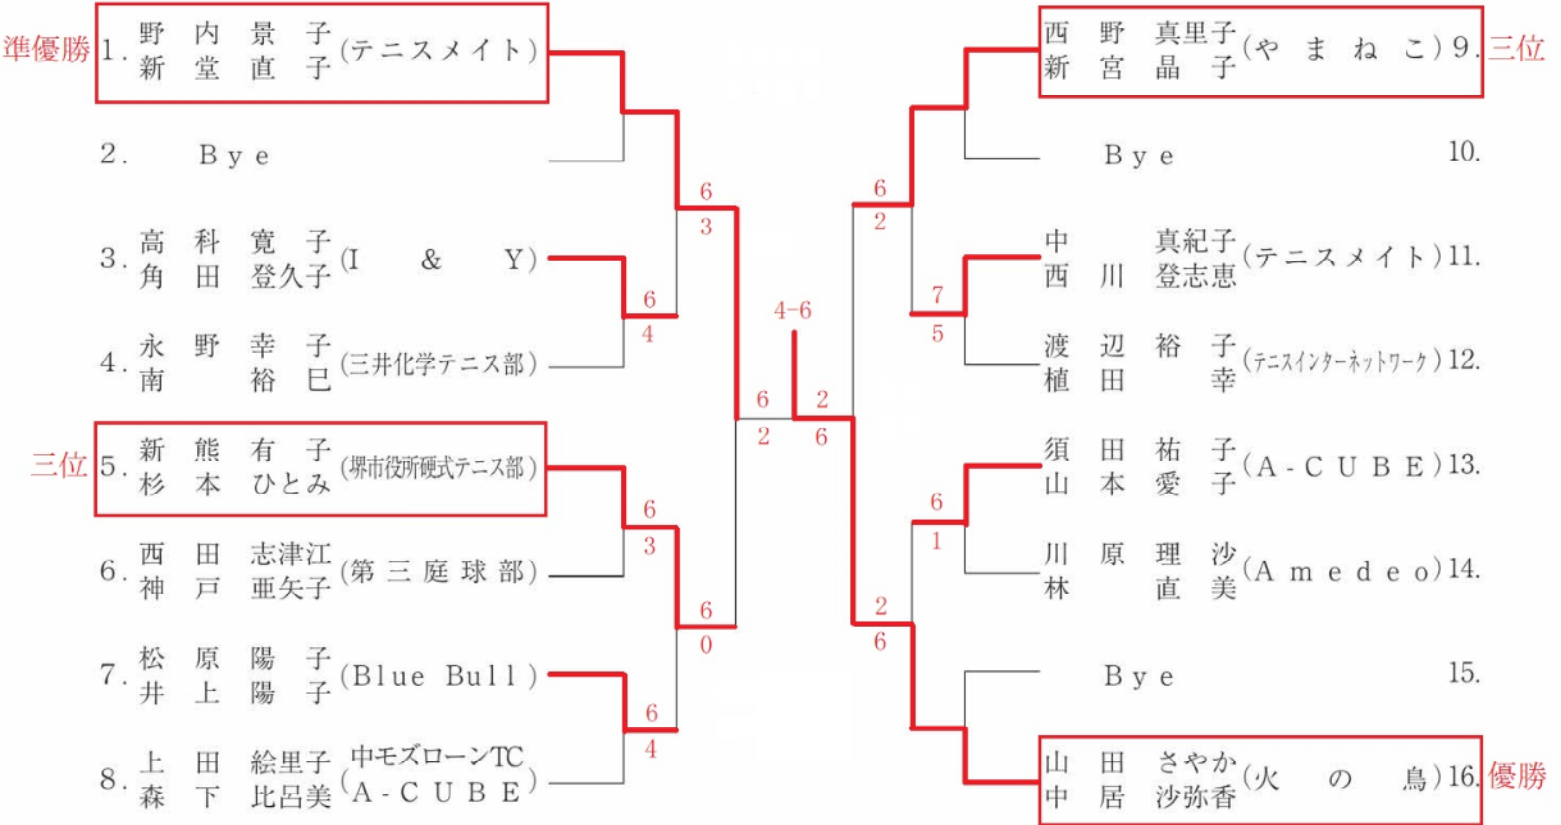 準優勝
1. 野内景子
新堂直子
(テニスメイト)
2. Bye
3. 高科寛子
角田登久子
(I & Y)
4. 永野幸子
南裕巳
(三井化学テニス部)
三位
5. 新熊有子
杉本ひとみ
(堺市役所硬式テニス部)
6. 西田志津江
神戸亜矢子
(第三庭球部)
7. 松原陽子
井上陽子
(Blue Bull)
8. 上田絵里子
森下比呂美
中モズローンTC
(A-CUBE)
6
3
6
4
6
3
6
0
6
4
6
2
4-6
2
6
6
2
7
5
6
1
2
6
西野真里子
新宮晶子
(やまねこ) 9.
三位
Bye 10.
中真紀子
西川登志恵
(テニスメイト) 11.
渡辺裕子
植田幸
(テニスインターネットワーク) 12.
須田祐子
山本愛子
(A-CUBE) 13.
川原理沙
林直美
(Amedeo) 14.
Bye 15.
山田さやか
中居沙弥香
(火の鳥) 16.
優勝